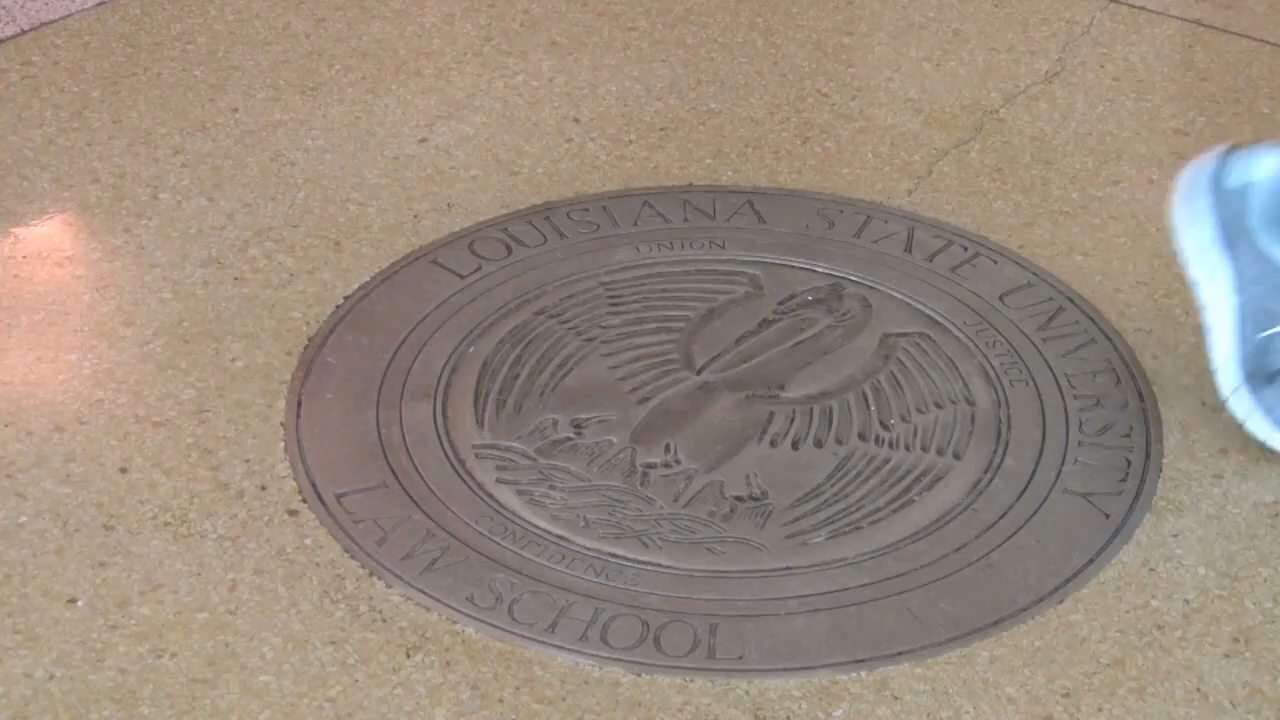 LOUISIANA STATE UNIVERSITY
LAW SCHOOL
UNION
JUSTICE
CONFIDENCE